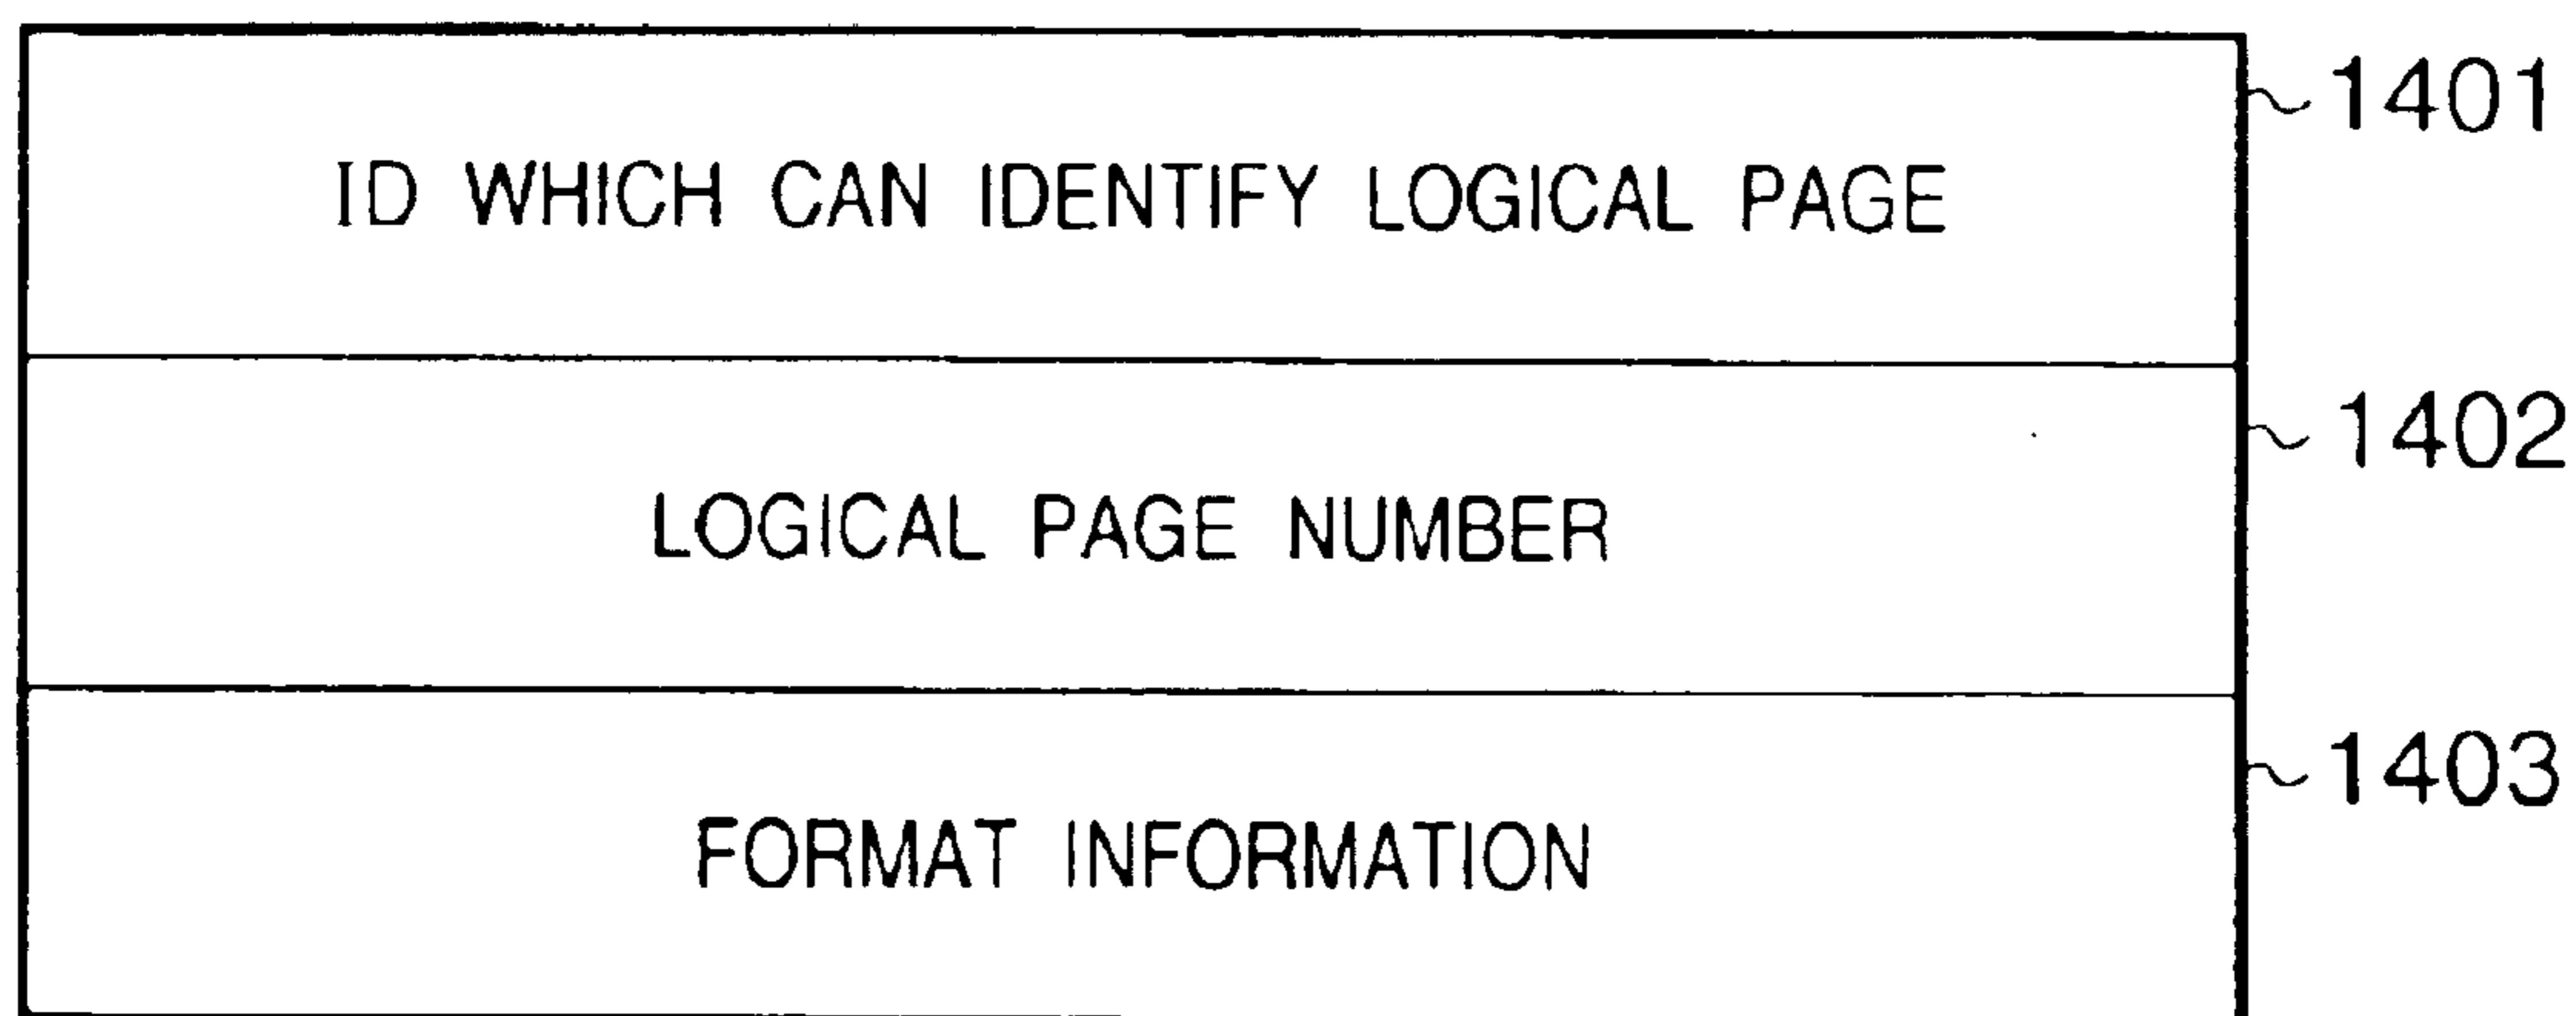 1401
ID WHICH CAN IDENTIFY LOGICAL PAGE
1402
LOGICAL PAGE NUMBER
1403
FORMAT INFORMATION